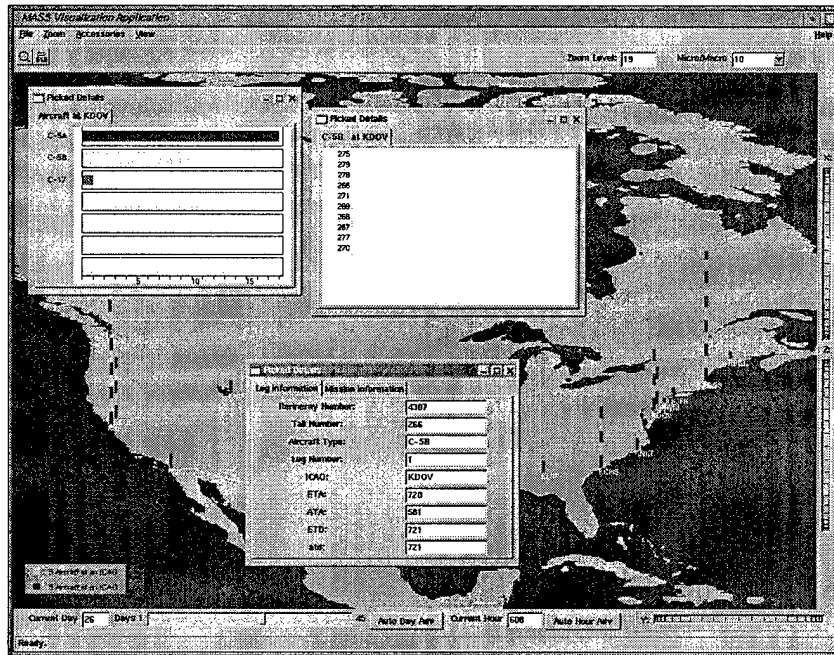 MASS Visualization Application
File Zoom Accessories View Help
Zoom Level: 19 Micro/Macro 10
Picked Details
Aircraft at KDOV
C-5A
C-5B
C-17
5 10 15
Picked Details
C-5B at KDOV
275
279
278
266
271
269
268
267
277
270
Picked Details
Leg Information Mission Information
Itinerary Number: 4387
Tail Number: 266
Aircraft Type: C-5B
Leg Number: 1
ICAO: KDOV
ETA: 720
ATA: 581
ETD: 721
atd: 721
Current Day 26 Days 1 45 Auto Day Adv Current Hour 608 Auto Hour Adv
Ready.